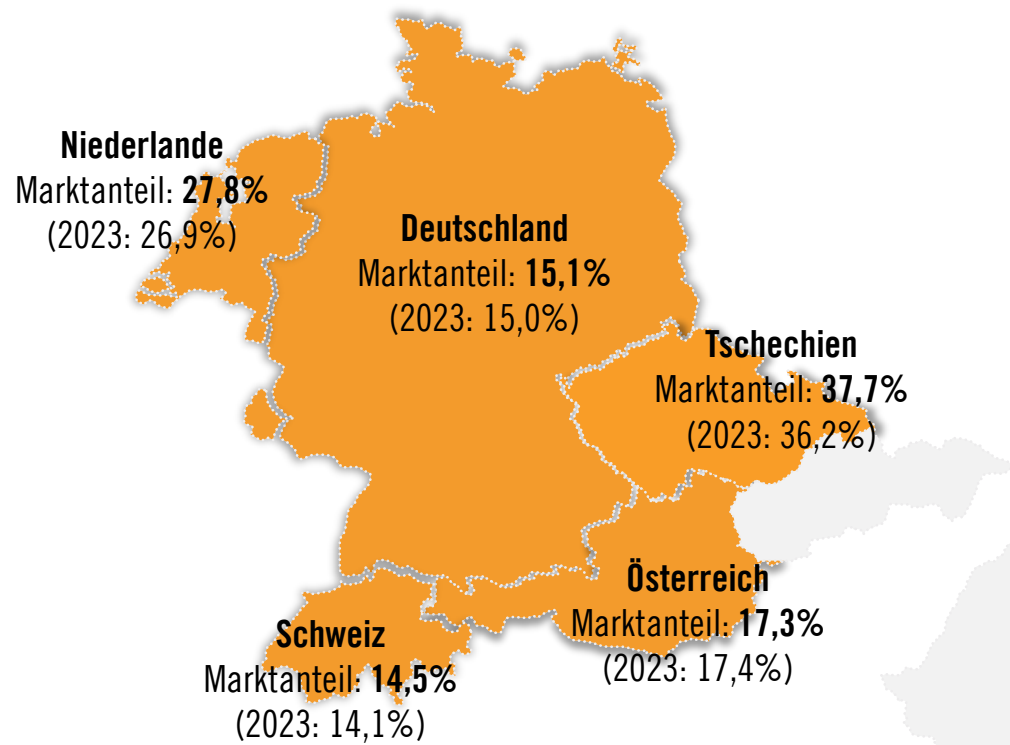 Niederlande
Marktanteil: 27,8%
(2023: 26,9%)
Deutschland
Marktanteil: 15,1%
(2023: 15,0%)
Tschechien
Marktanteil: 37,7%
(2023: 36,2%)
Österreich
Marktanteil: 17,3%
(2023: 17,4%)
Schweiz
Marktanteil: 14,5%
(2023: 14,1%)